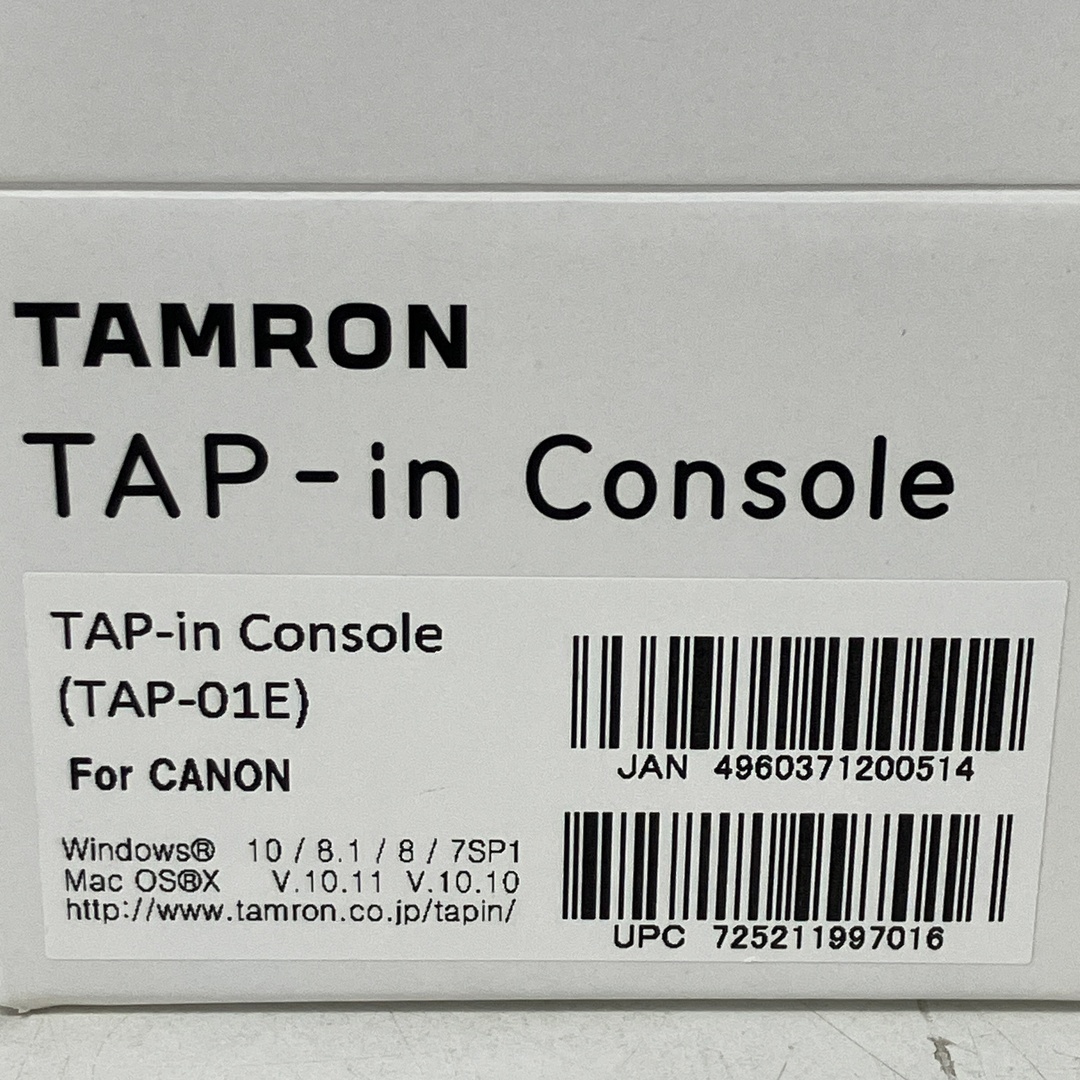 TAMRON
TAP-in Console
TAP-in Console
(TAP-01E)
For CANON
Windows® 10 / 8.1 / 8 / 7SP1
Mac OS®X V.10.11 V.10.10
http://www.tamron.co.jp/tapin/
JAN 4960371200514
UPC 725211997016